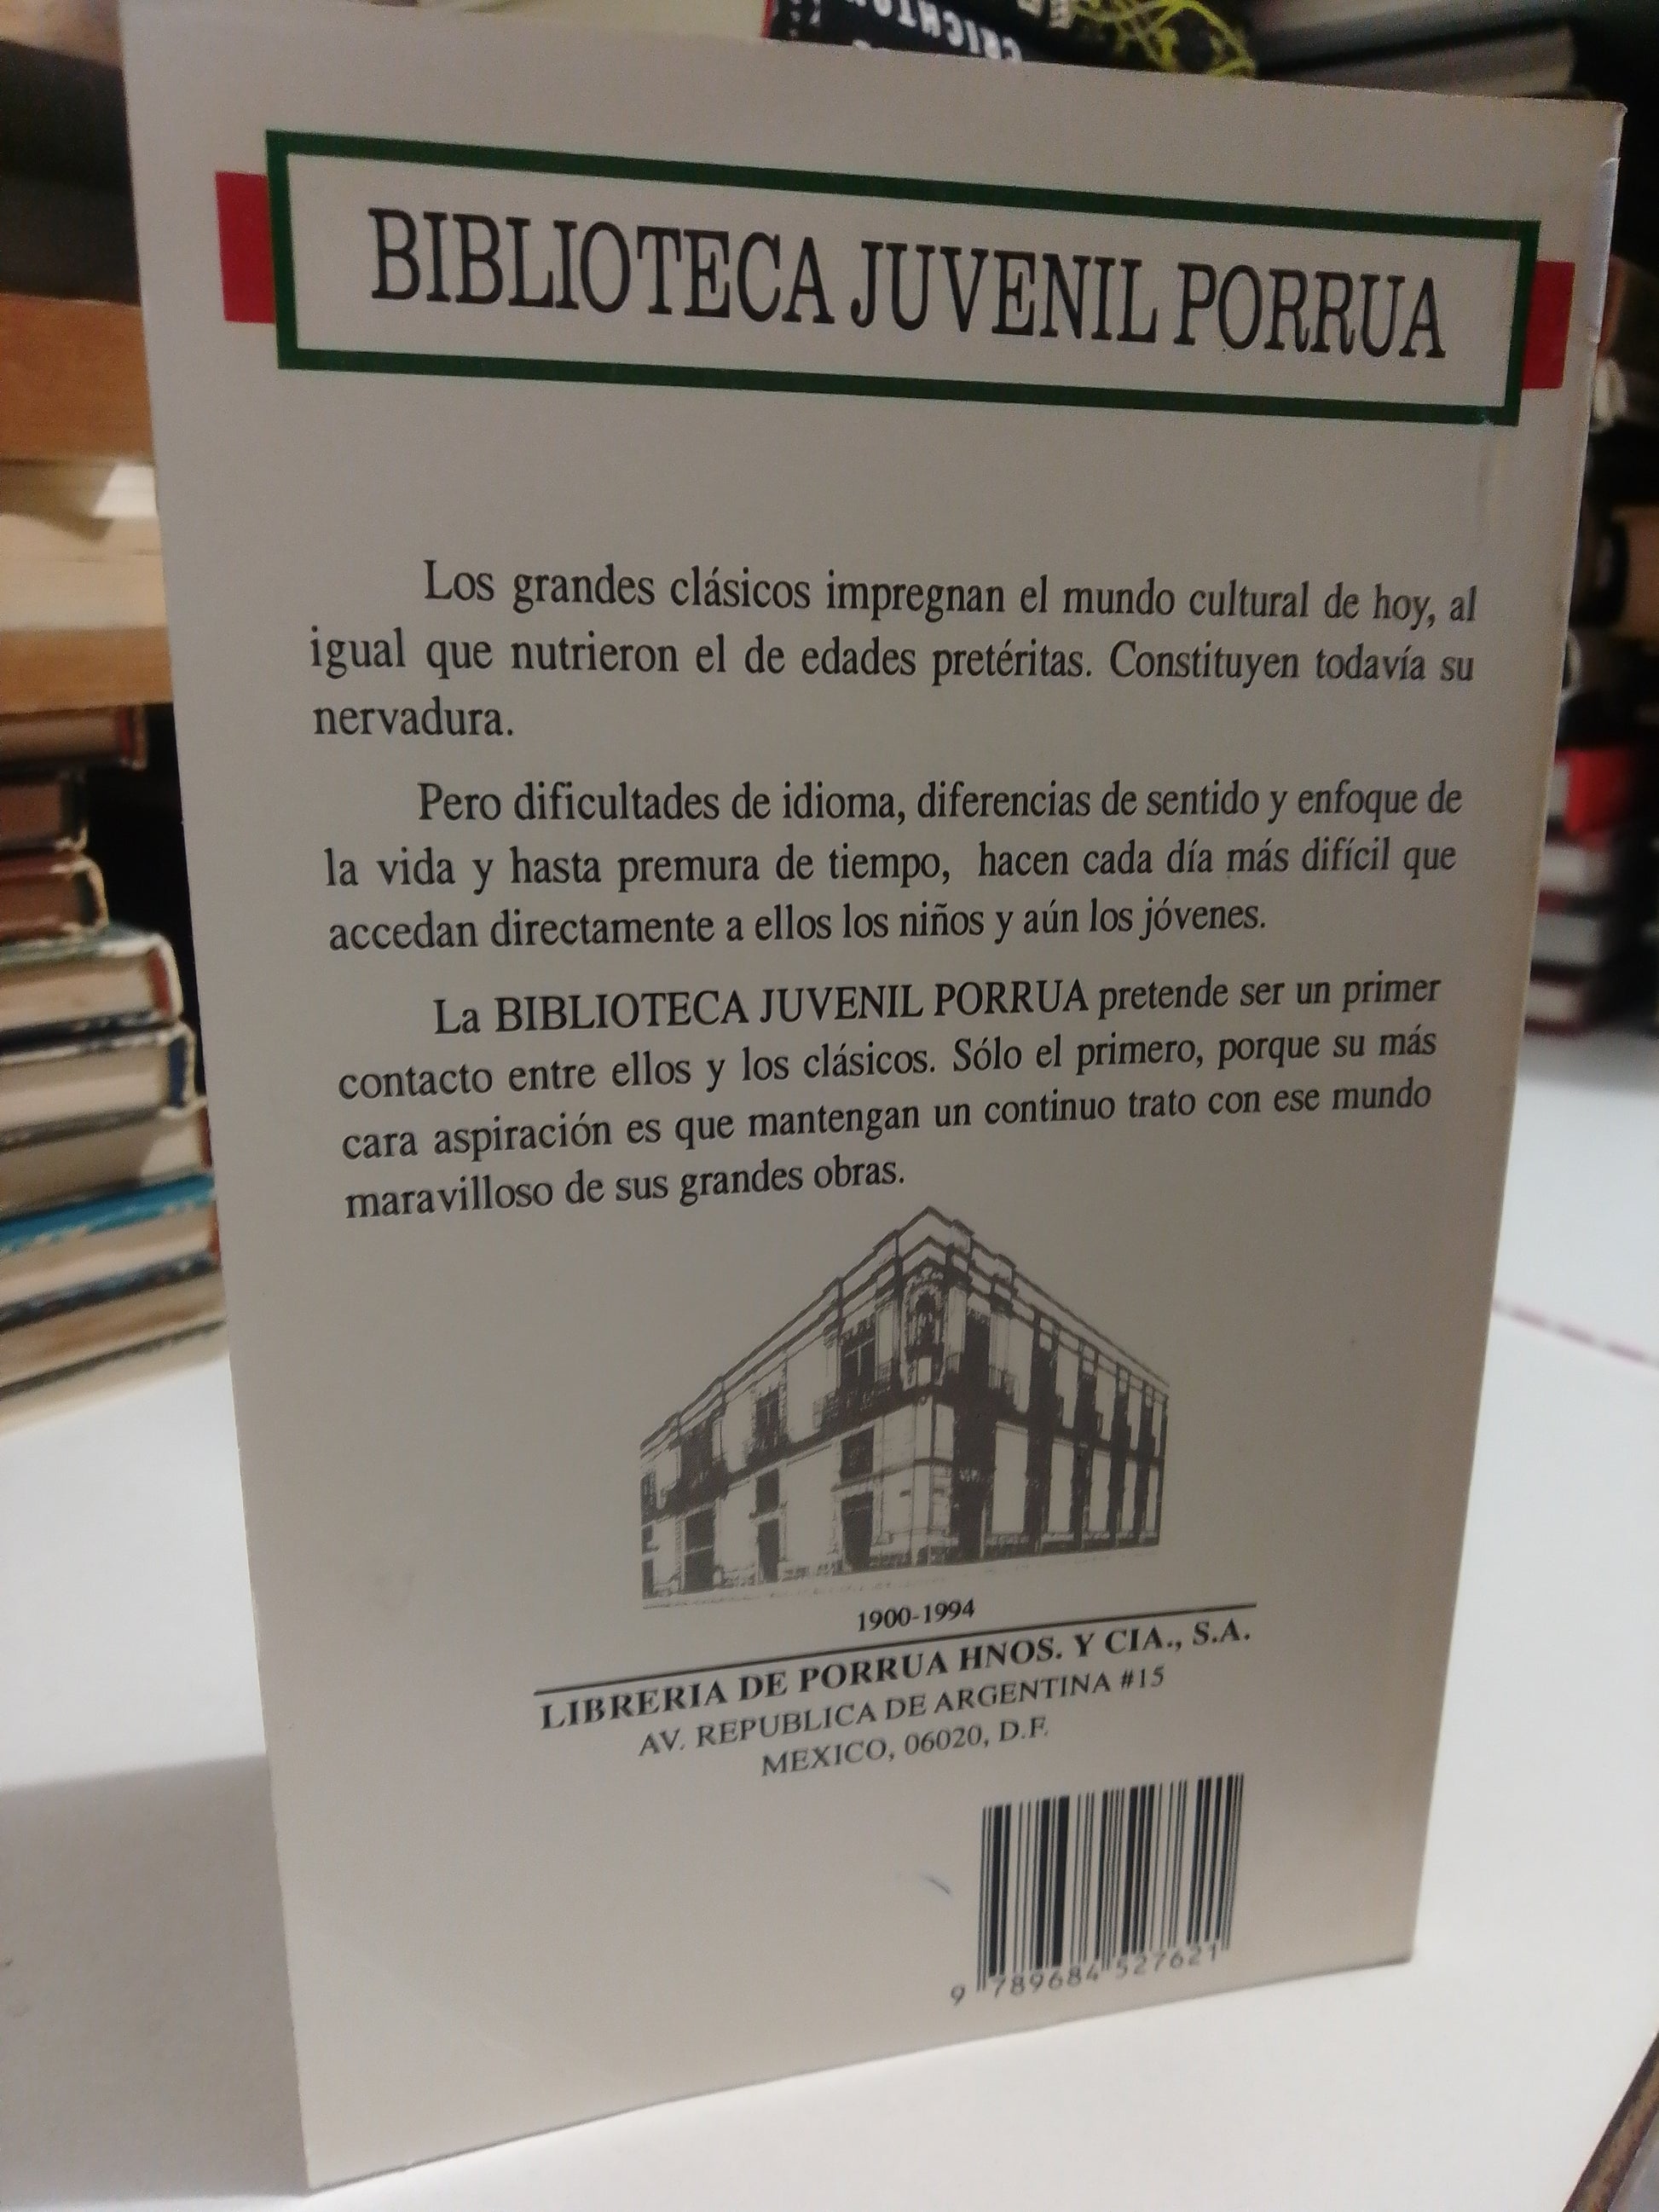 CRICHTON
BIBLIOTECA JUVENIL PORRUA
Los grandes clásicos impregnan el mundo cultural de hoy, al
igual que nutrieron el de edades pretéritas. Constituyen todavía su
nervadura.
Pero dificultades de idioma, diferencias de sentido y enfoque de
la vida y hasta premura de tiempo, hacen cada día más difícil que
accedan directamente a ellos los niños y aún los jóvenes.
La BIBLIOTECA JUVENIL PORRUA pretende ser un primer
contacto entre ellos y los clásicos. Sólo el primero, porque su más
cara aspiración es que mantengan un continuo trato con ese mundo
maravilloso de sus grandes obras.
1900-1994
LIBRERIA DE PORRUA HNOS. Y CIA., S.A.
AV. REPUBLICA DE ARGENTINA #15
MEXICO, 06020, D.F.
9 789684 527621